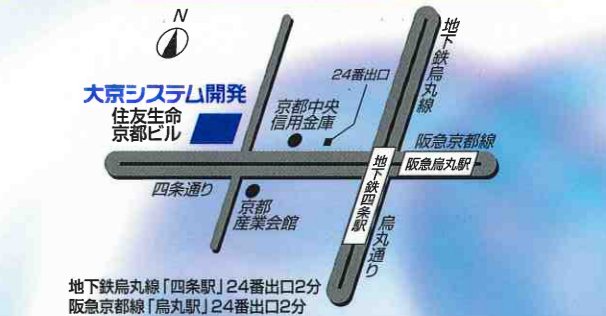 N
大京システム開発
住友生命
京都ビル
24番出口
京都中央
信用金庫
地下鉄烏丸線
阪急京都線
阪急烏丸駅
地下鉄四条駅
四条通り
京都
産業会館
烏丸通り
地下鉄烏丸線「四条駅」24番出口2分
阪急京都線「烏丸駅」24番出口2分